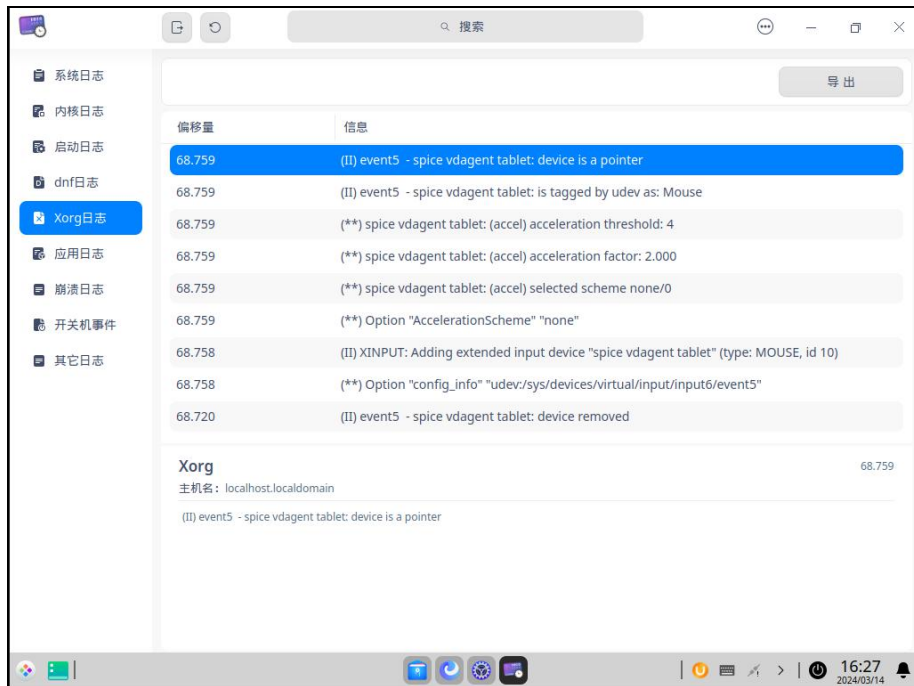 搜索
系统日志
内核日志
启动日志
dnf日志
Xorg日志
应用日志
崩溃日志
开关机事件
其它日志
导 出
偏移量 信息
68.759 (II) event5 - spice vdagent tablet: device is a pointer
68.759 (II) event5 - spice vdagent tablet: is tagged by udev as: Mouse
68.759 (**) spice vdagent tablet: (accel) acceleration threshold: 4
68.759 (**) spice vdagent tablet: (accel) acceleration factor: 2.000
68.759 (**) spice vdagent tablet: (accel) selected scheme none/0
68.759 (**) Option "AccelerationScheme" "none"
68.758 (II) XINPUT: Adding extended input device "spice vdagent tablet" (type: MOUSE, id 10)
68.758 (**) Option "config_info" "udev:/sys/devices/virtual/input/input6/event5"
68.720 (II) event5 - spice vdagent tablet: device removed
Xorg 68.759
主机名： localhost.localdomain
(II) event5 - spice vdagent tablet: device is a pointer
16:27
2024/03/14